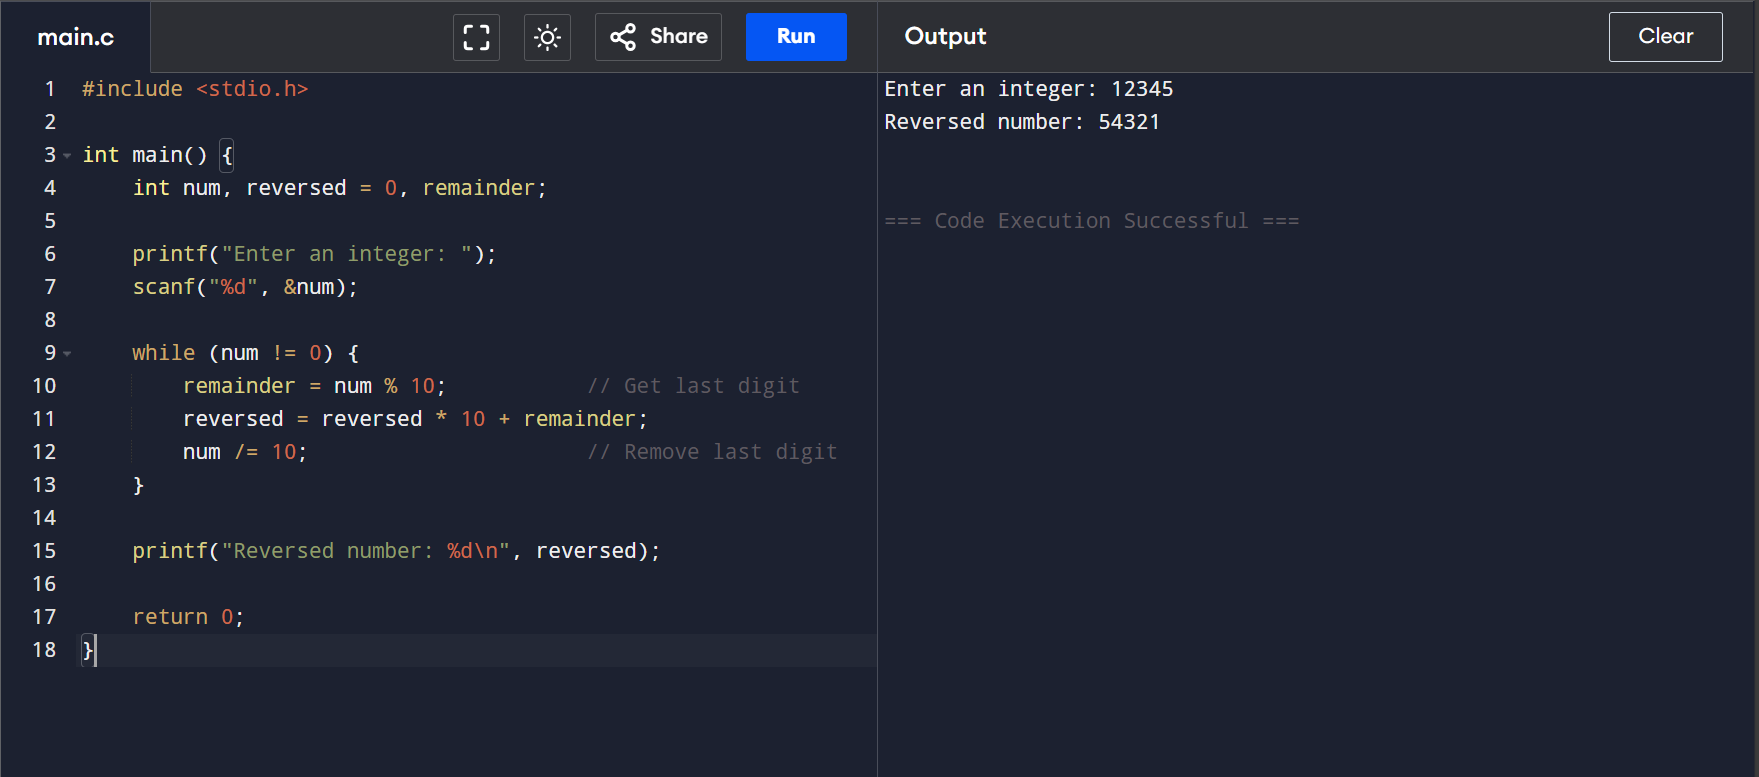 main.c
Share
Run
Output
Clear
1 #include <stdio.h>
2
3 int main() {
4     int num, reversed = 0, remainder;
5
6     printf("Enter an integer: ");
7     scanf("%d", &num);
8
9     while (num != 0) {
10         remainder = num % 10;           // Get last digit
11         reversed = reversed * 10 + remainder;
12         num /= 10;                      // Remove last digit
13     }
14
15     printf("Reversed number: %d\n", reversed);
16
17     return 0;
18 }
Enter an integer: 12345
Reversed number: 54321
=== Code Execution Successful ===